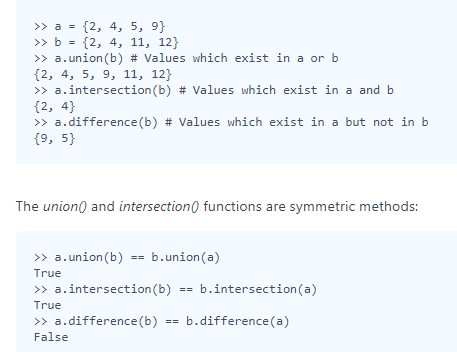 >> a = {2, 4, 5, 9}
>> b = {2, 4, 11, 12}
>> a.union(b) # Values which exist in a or b
{2, 4, 5, 9, 11, 12}
>> a.intersection(b) # Values which exist in a and b
{2, 4}
>> a.difference(b) # Values which exist in a but not in b
{9, 5}
The union() and intersection() functions are symmetric methods:
>> a.union(b) == b.union(a)
True
>> a.intersection(b) == b.intersection(a)
True
>> a.difference(b) == b.difference(a)
False